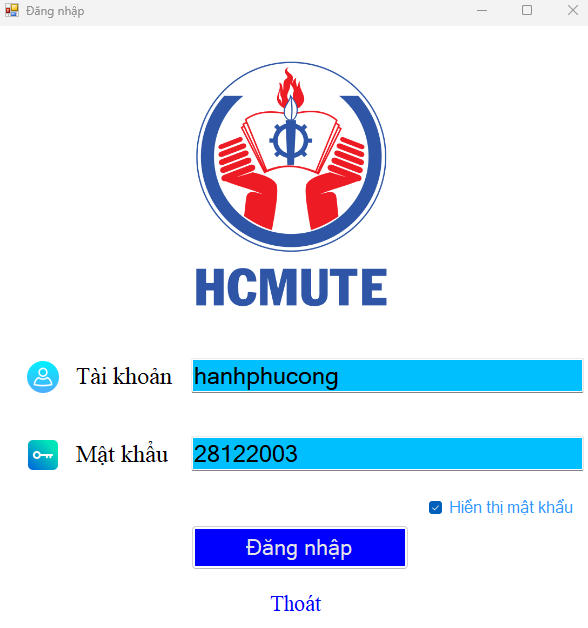 Đăng nhập
HCMUTE
Tài khoản hanhphucong
Mật khẩu 28122003
Hiển thị mật khẩu
Đăng nhập
Thoát